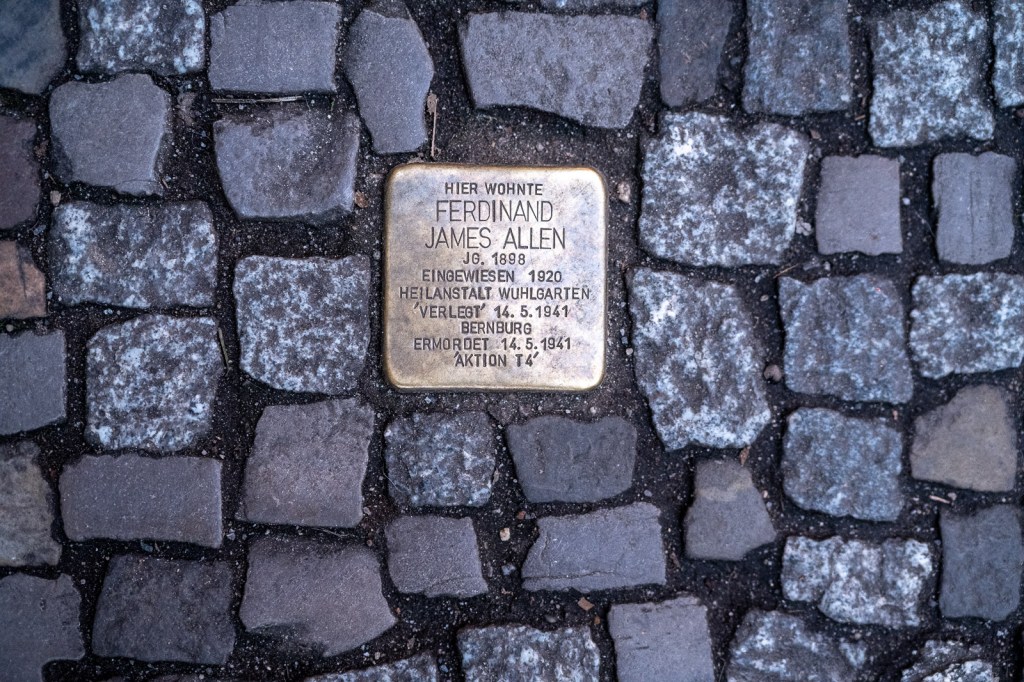 HIER WOHNTE
FERDINAND
JAMES ALLEN
JG. 1898
EINGEWIESEN 1920
HEILANSTALT WUHLGARTEN
'VERLEGT' 14.5.1941
BERNBURG
ERMORDET 14.5.1941
'AKTION T4'